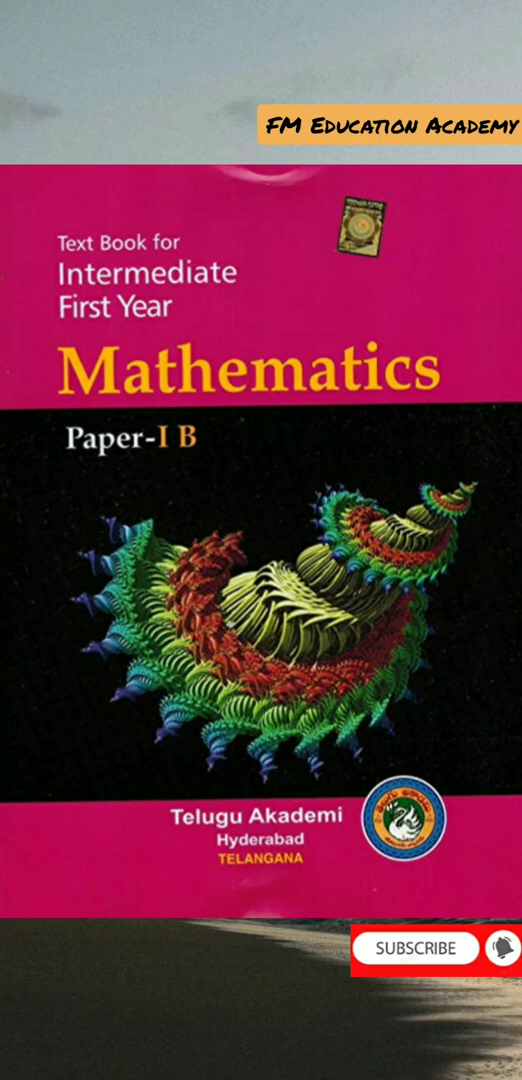 FM EDUCATION ACADEMY
Text Book for
Intermediate
First Year
Mathematics
Paper-I B
Telugu Akademi
Hyderabad
TELANGANA
SUBSCRIBE